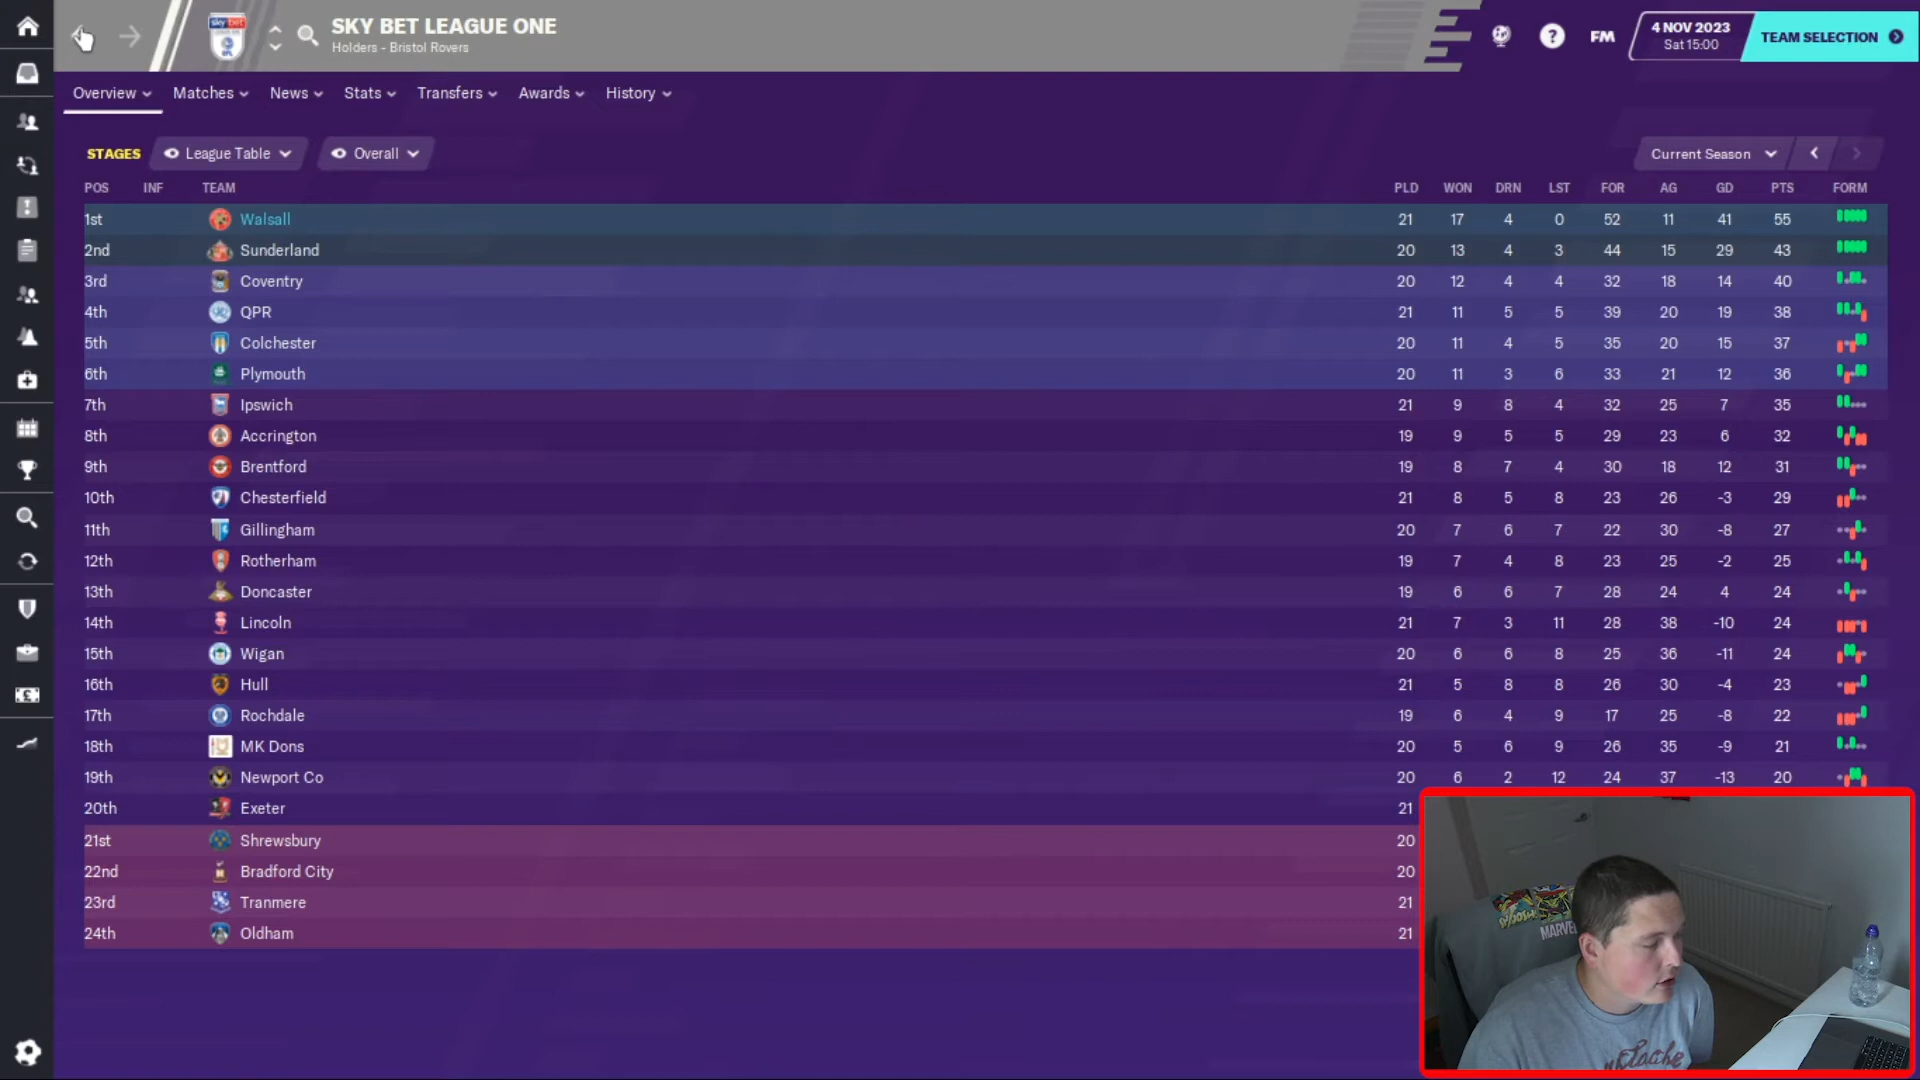 SKY BET LEAGUE ONE
Holders - Bristol Rovers
FM
4 NOV 2023
Sat 15:00
TEAM SELECTION
Overview Matches News Stats Transfers Awards History
STAGES League Table Overall Current Season
POS INF TEAM PLD WON DRN LST FOR AG GD PTS FORM
1st Walsall 21 17 4 0 52 11 41 55
2nd Sunderland 20 13 4 3 44 15 29 43
3rd Coventry 20 12 4 4 32 18 14 40
4th QPR 21 11 5 5 39 20 19 38
5th Colchester 20 11 4 5 35 20 15 37
6th Plymouth 20 11 3 6 33 21 12 36
7th Ipswich 21 9 8 4 32 25 7 35
8th Accrington 19 9 5 5 29 23 6 32
9th Brentford 19 8 7 4 30 18 12 31
10th Chesterfield 21 8 5 8 23 26 -3 29
11th Gillingham 20 7 6 7 22 30 -8 27
12th Rotherham 19 7 4 8 23 25 -2 25
13th Doncaster 19 6 6 7 28 24 4 24
14th Lincoln 21 7 3 11 28 38 -10 24
15th Wigan 20 6 6 8 25 36 -11 24
16th Hull 21 5 8 8 26 30 -4 23
17th Rochdale 19 6 4 9 17 25 -8 22
18th MK Dons 20 5 6 9 26 35 -9 21
19th Newport Co 20 6 2 12 24 37 -13 20
20th Exeter 21
21st Shrewsbury 20
22nd Bradford City 20
23rd Tranmere 21
24th Oldham 21
MARVEL